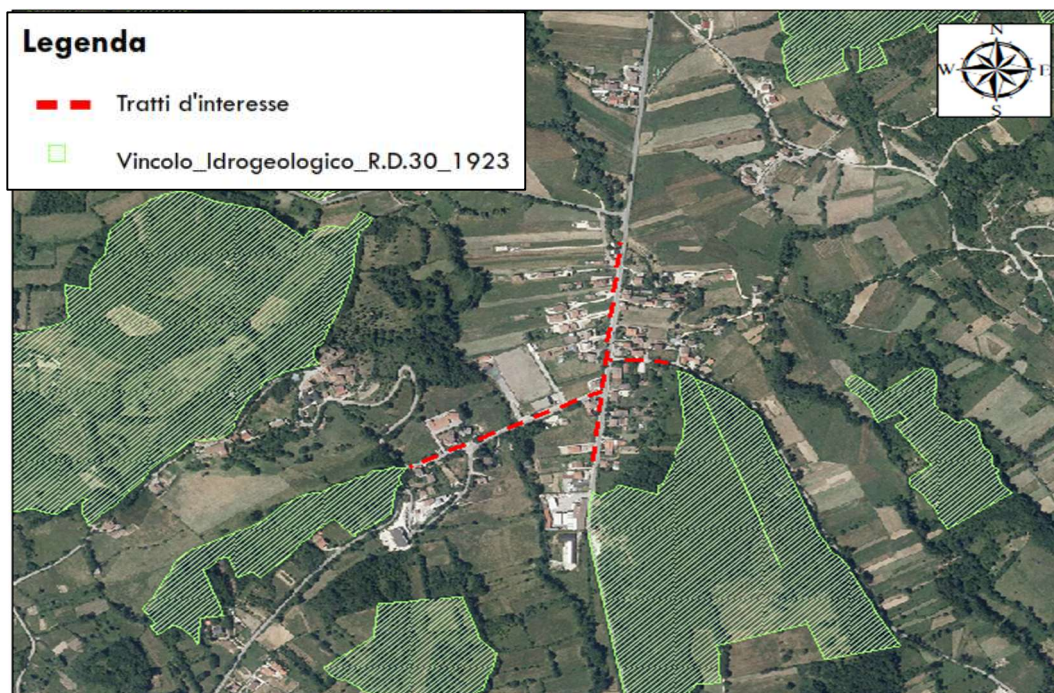 Legenda
Tratti d'interesse
Vincolo_Idrogeologico_R.D.30_1923
N
W E
S